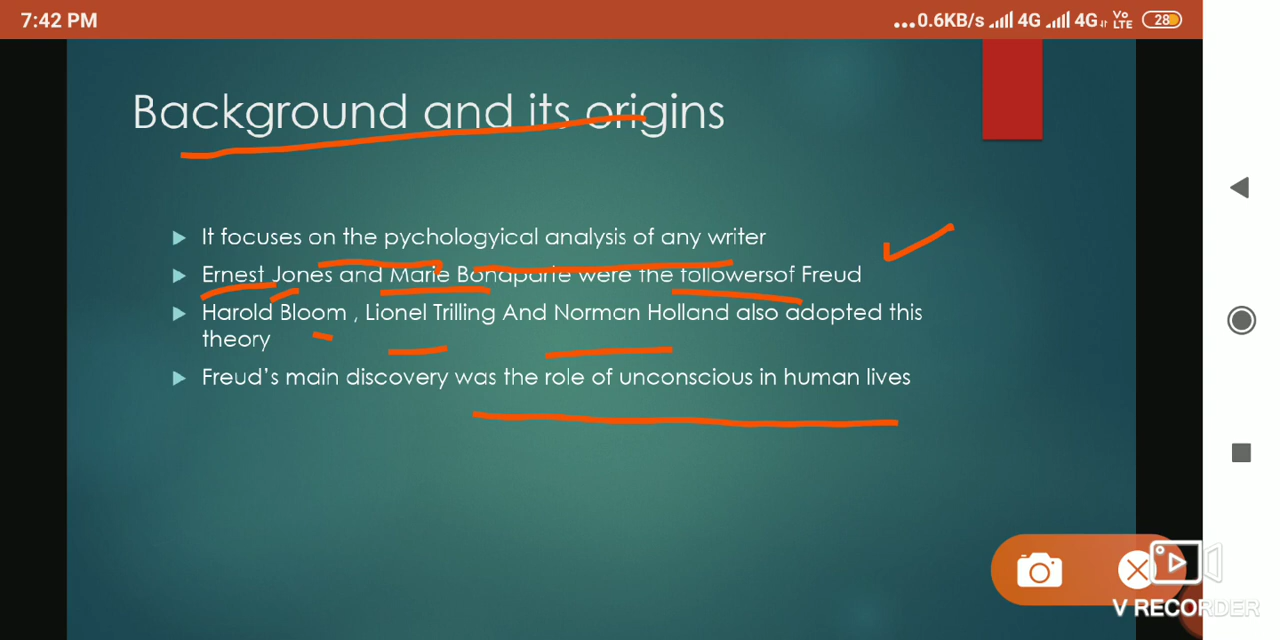 7:42 PM
...0.6KB/s 4G 4G Vo LTE 28
Background and its origins
It focuses on the pychologyical analysis of any writer
Ernest Jones and Marie Bonaparte were the followersof Freud
Harold Bloom , Lionel Trilling And Norman Holland also adopted this
theory
Freud's main discovery was the role of unconscious in human lives
V RECORDER